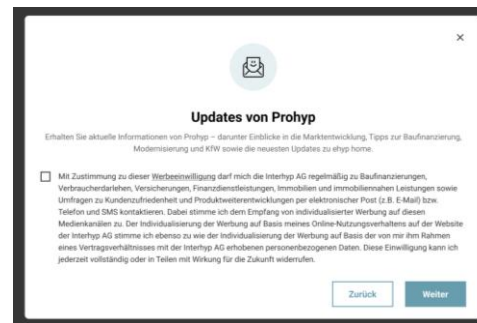 Updates von Prohyp
Erhalten Sie aktuelle Informationen von Prohyp – darunter Einblicke in die Marktentwicklung, Tipps zur Baufinanzierung,
Modernisierung und KfW sowie die neuesten Updates zu ehyp home.
Mit Zustimmung zu dieser Werbeeinwilligung darf mich die Interhyp AG regelmäßig zu Baufinanzierungen,
Verbraucherdarlehen, Versicherungen, Finanzdienstleistungen, Immobilien und immobiliennahen Leistungen sowie
Umfragen zu Kundenzufriedenheit und Produktweiterentwicklungen per elektronischer Post (z.B. E-Mail) bzw.
Telefon und SMS kontaktieren. Dabei stimme ich dem Empfang von individualisierter Werbung auf diesen
Medienkanälen zu. Der Individualisierung der Werbung auf Basis meines Online-Nutzungsverhaltens auf der Website
der Interhyp AG stimme ich ebenso zu wie der Individualisierung der Werbung auf Basis der von mir ihm Rahmen
eines Vertragsverhältnisses mit der Interhyp AG erhobenen personenbezogenen Daten. Diese Einwilligung kann ich
jederzeit vollständig oder in Teilen mit Wirkung für die Zukunft widerrufen.
Zurück
Weiter